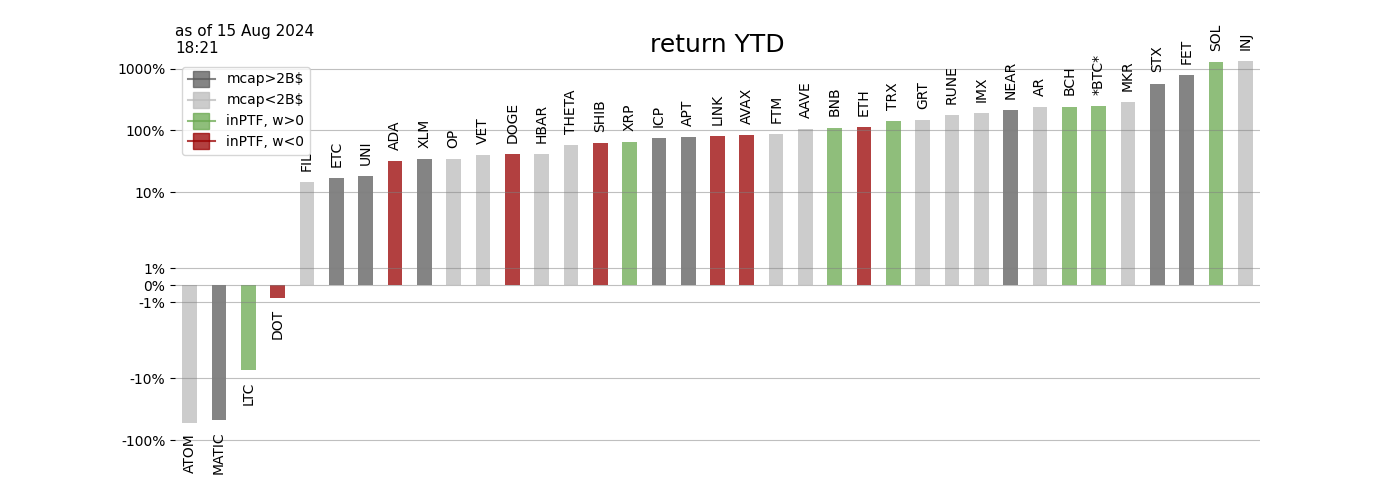 as of 15 Aug 2024
18:21
return YTD
mcap>2B$
mcap<2B$
inPTF, w>0
inPTF, w<0
1000%
100%
10%
1%
0%
-1%
-10%
-100%
ATOM
MATIC
LTC
DOT
FIL
ETC
UNI
ADA
XLM
OP
VET
DOGE
HBAR
THETA
SHIB
XRP
ICP
APT
LINK
AVAX
FTM
AAVE
BNB
ETH
TRX
GRT
RUNE
IMX
NEAR
AR
BCH
*BTC*
MKR
STX
FET
SOL
INJ